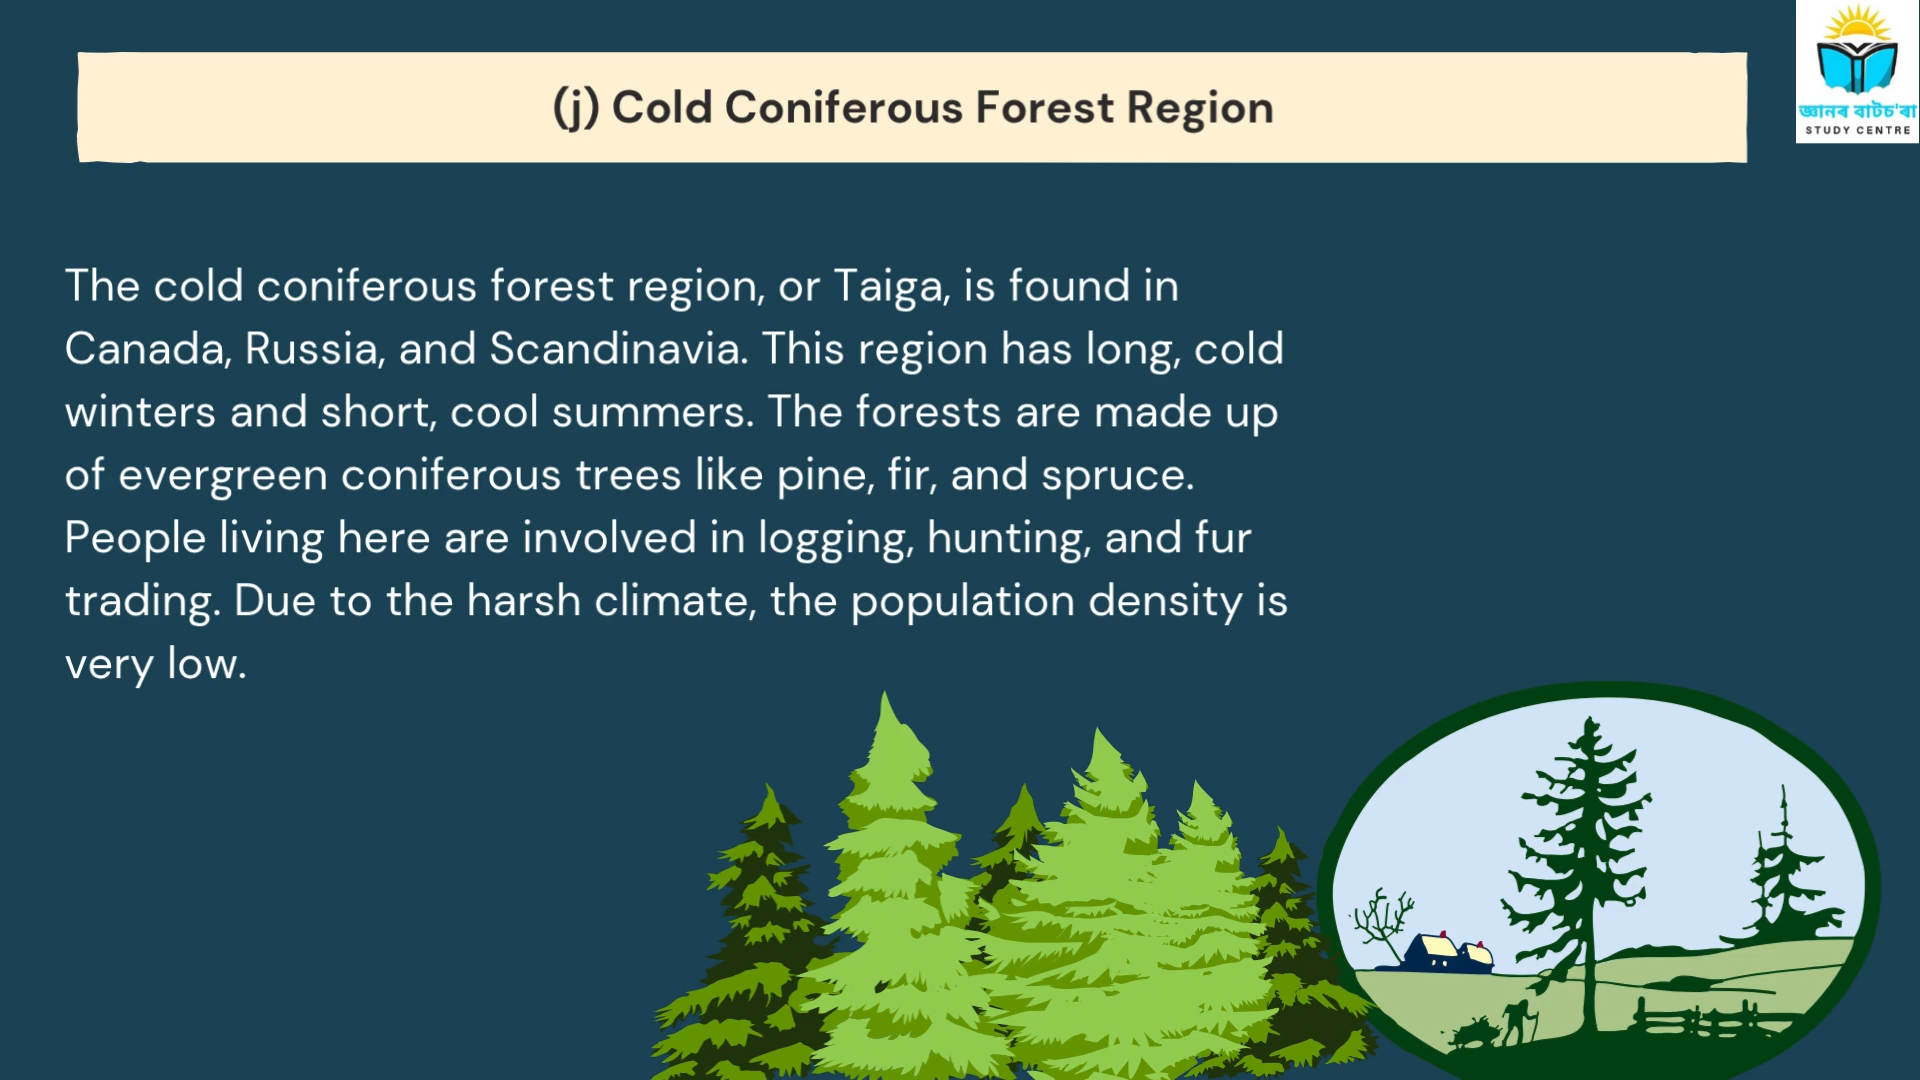 (j) Cold Coniferous Forest Region
জ্ঞানৰ বাটচ'ৰা
STUDY CENTRE
The cold coniferous forest region, or Taiga, is found in
Canada, Russia, and Scandinavia. This region has long, cold
winters and short, cool summers. The forests are made up
of evergreen coniferous trees like pine, fir, and spruce.
People living here are involved in logging, hunting, and fur
trading. Due to the harsh climate, the population density is
very low.